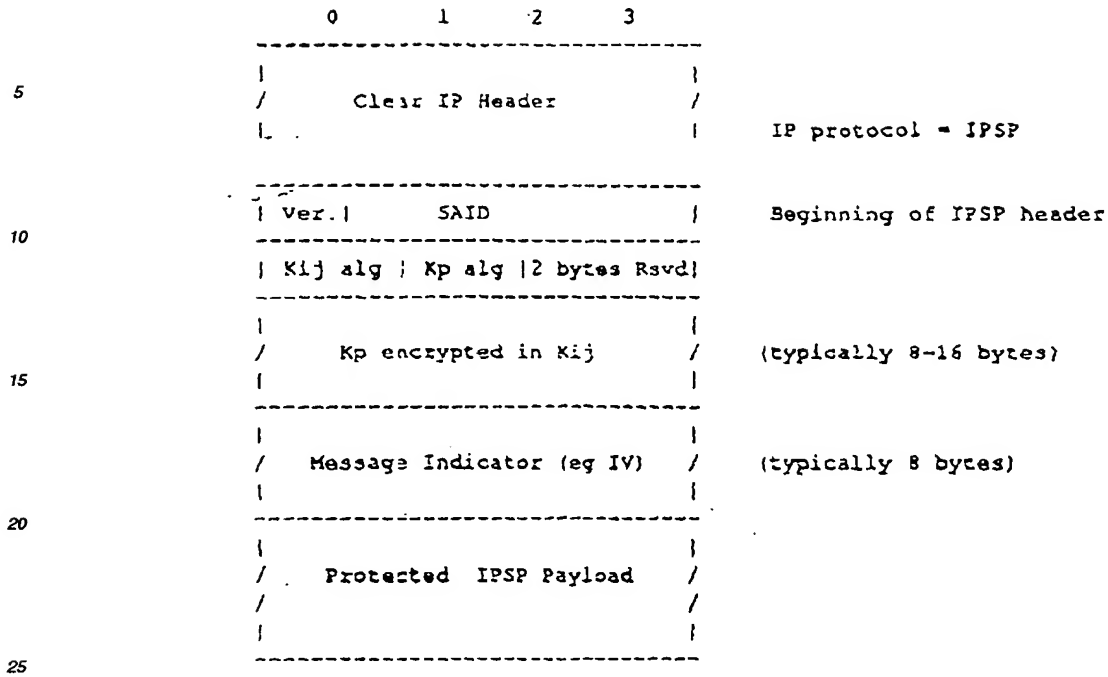 0 1 2 3
5
Clear IP Header
IP protocol = IPSP
Ver. | SAID
Beginning of IPSP header
10
Kij alg | Kp alg | 2 bytes Rsvd|
Kp encrypted in Kij
(typically 8-16 bytes)
15
Message Indicator (eg IV)
(typically 8 bytes)
20
Protected IPSP Payload
25